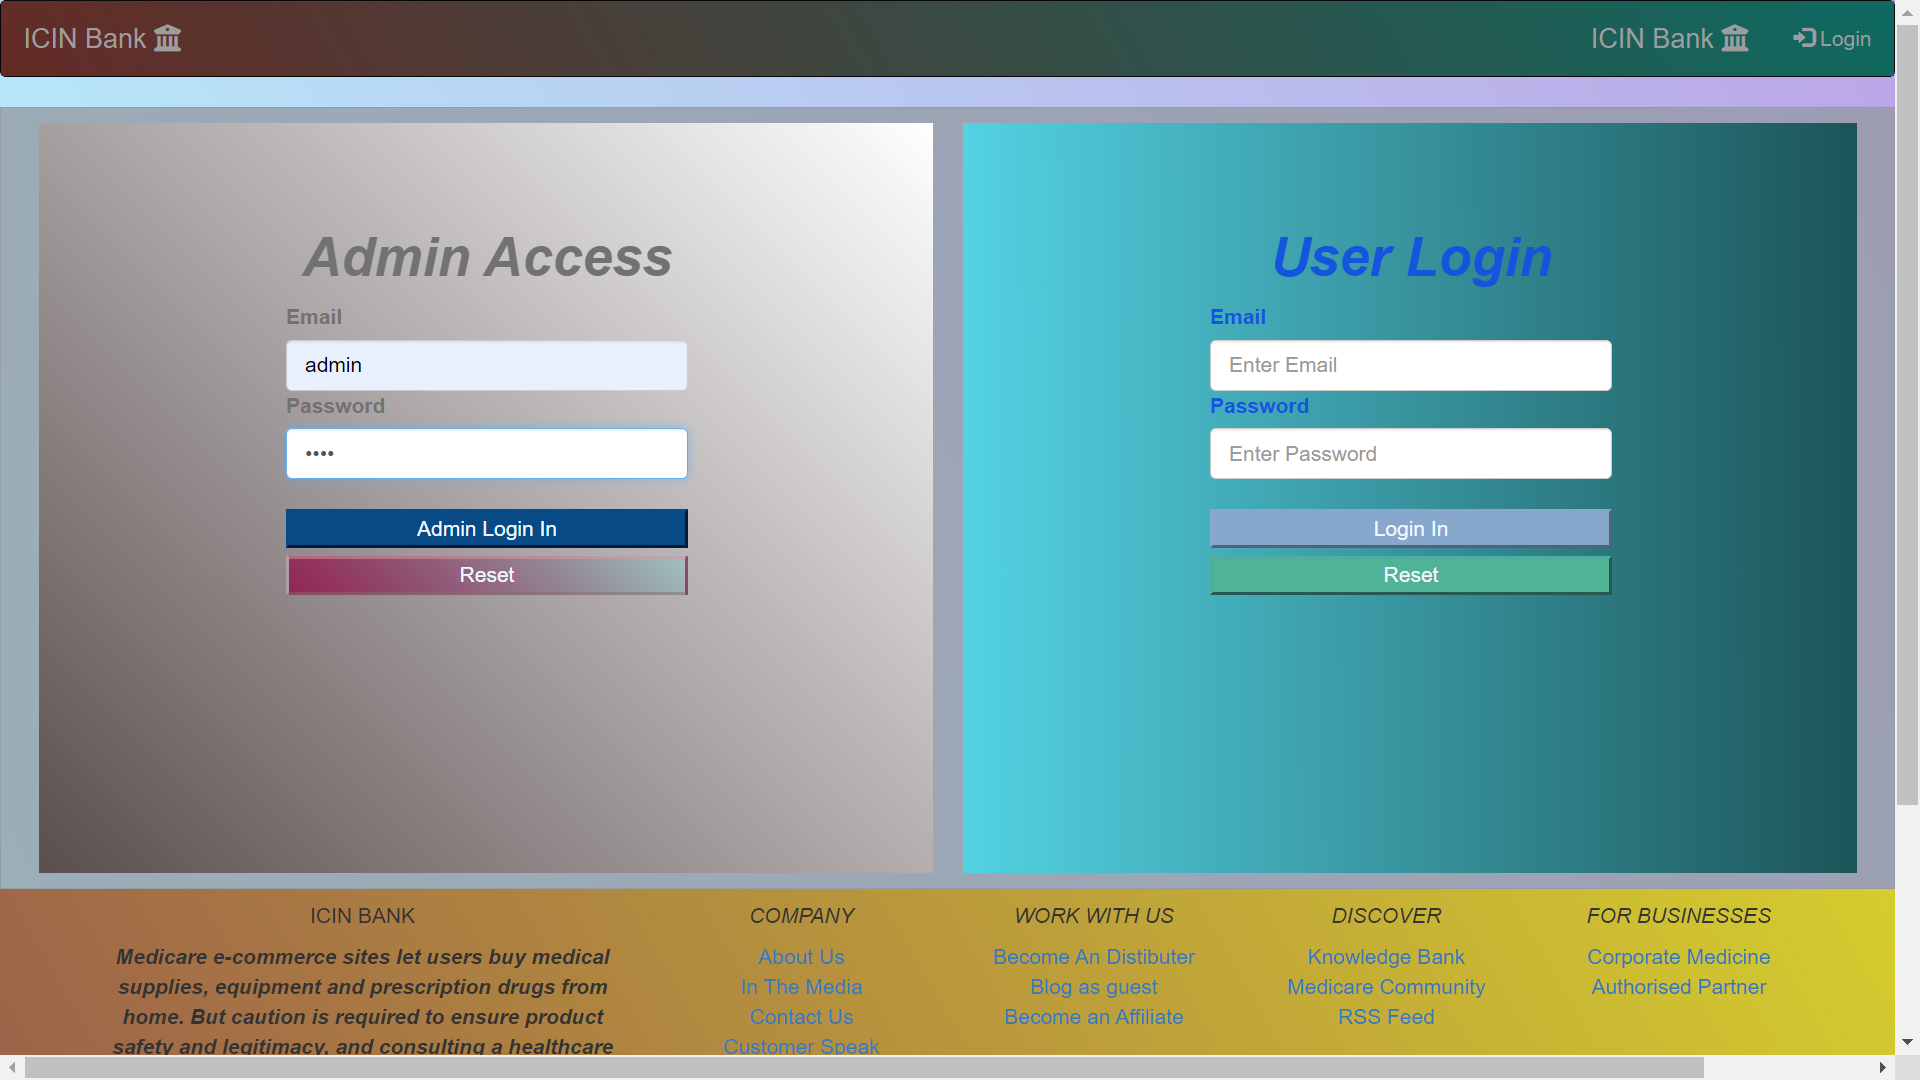 ICIN Bank
ICIN Bank
Login
Admin Access
Email
admin
Password
••••
Admin Login In
Reset
User Login
Email
Enter Email
Password
Enter Password
Login In
Reset
ICIN BANK
Medicare e-commerce sites let users buy medical
supplies, equipment and prescription drugs from
home. But caution is required to ensure product
safety and legitimacy, and consulting a healthcare
COMPANY
About Us
In The Media
Contact Us
Customer Speak
WORK WITH US
Become An Distibuter
Blog as guest
Become an Affiliate
DISCOVER
Knowledge Bank
Medicare Community
RSS Feed
FOR BUSINESSES
Corporate Medicine
Authorised Partner